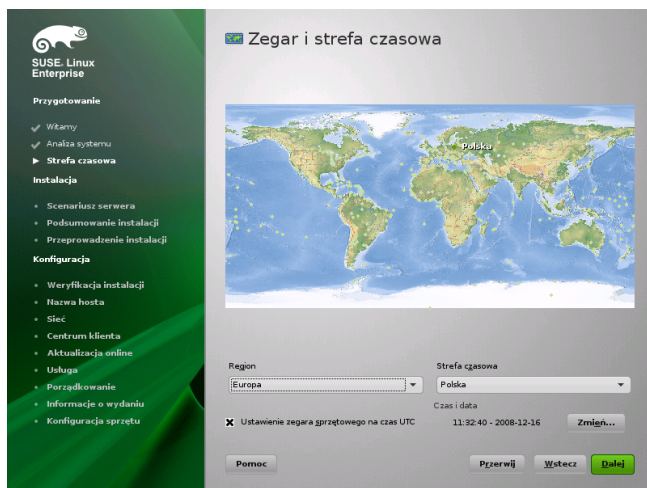 SUSE. Linux
Enterprise
Przygotowanie
Witamy
Analiza systemu
Strefa czasowa
Instalacja
Scenariusz serwera
Podsumowanie instalacji
Przeprowadzenie instalacji
Konfiguracja
Weryfikacja instalacji
Nazwa hosta
Sieć
Centrum klienta
Aktualizacja online
Usługa
Porządkowanie
Informacje o wydaniu
Konfiguracja sprzętu
Zegar i strefa czasowa
Polska
Region
Strefa czasowa
Europa
Polska
Czas i data
Ustawienie zegara sprzętowego na czas UTC
11:32:40 - 2008-12-16
Zmień...
Pomoc
Przerwij
Wstecz
Dalej